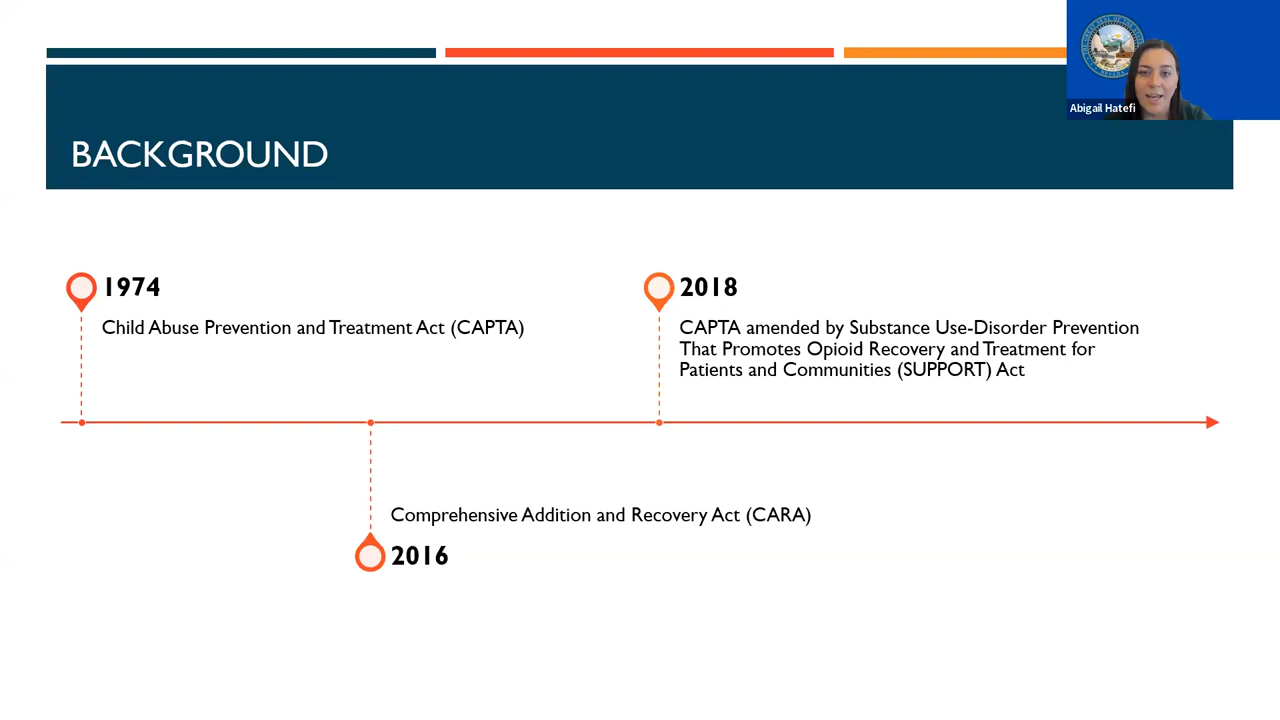 Abigail Hatefi
BACKGROUND
1974
Child Abuse Prevention and Treatment Act (CAPTA)
2018
CAPTA amended by Substance Use-Disorder Prevention
That Promotes Opioid Recovery and Treatment for
Patients and Communities (SUPPORT) Act
Comprehensive Addition and Recovery Act (CARA)
2016